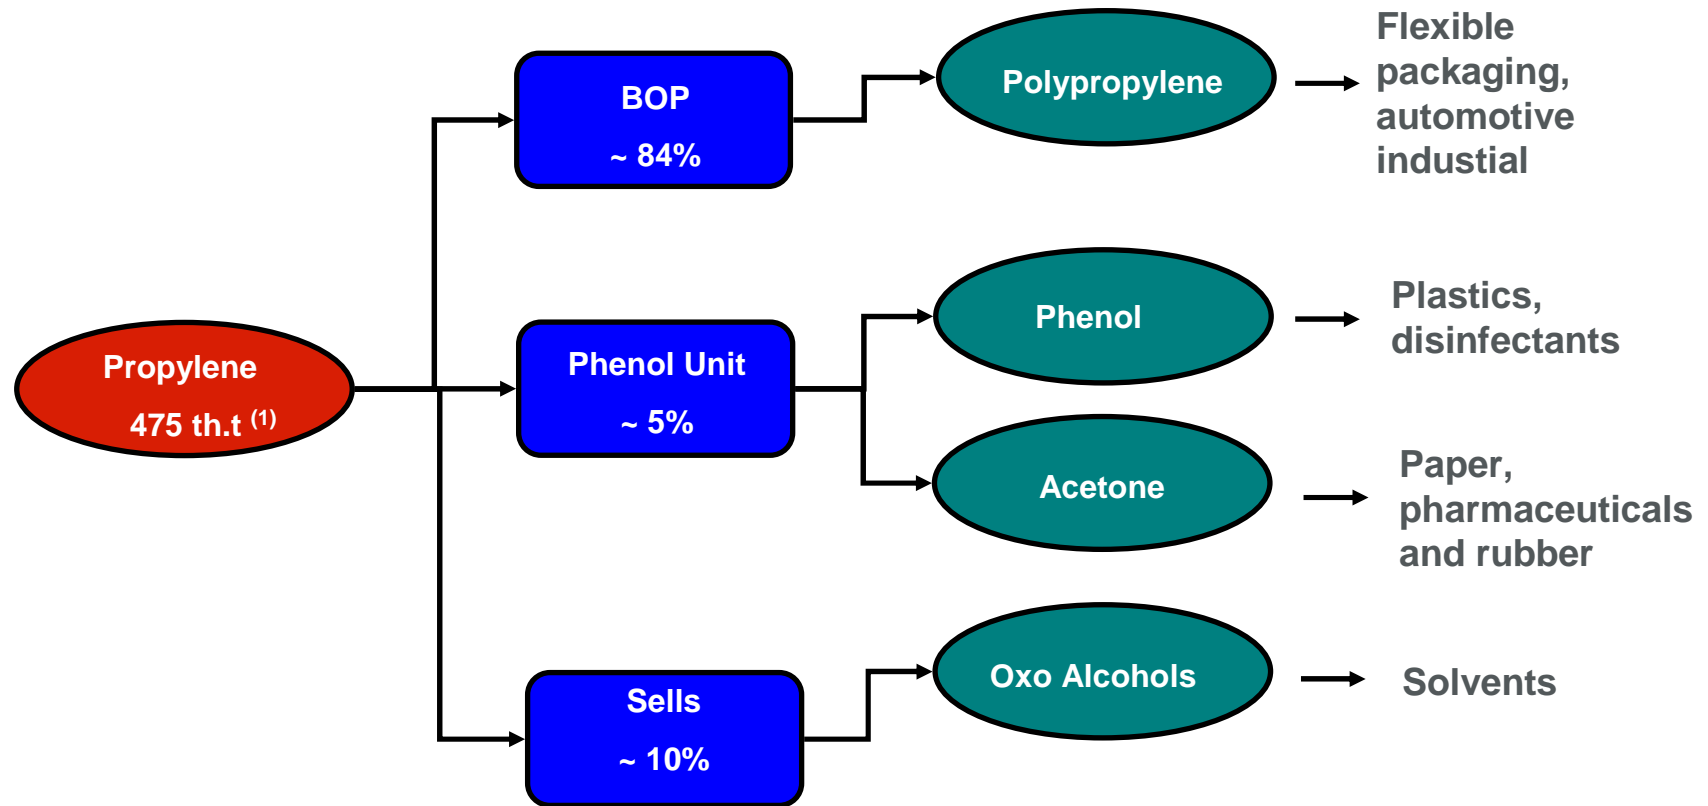 Propylene
475 th.t (1)
BOP
~ 84%
Polypropylene
Flexible
packaging,
automotive
industial
Phenol Unit
~ 5%
Phenol
Plastics,
disinfectants
Acetone
Paper,
pharmaceuticals
and rubber
Sells
~ 10%
Oxo Alcohols
Solvents